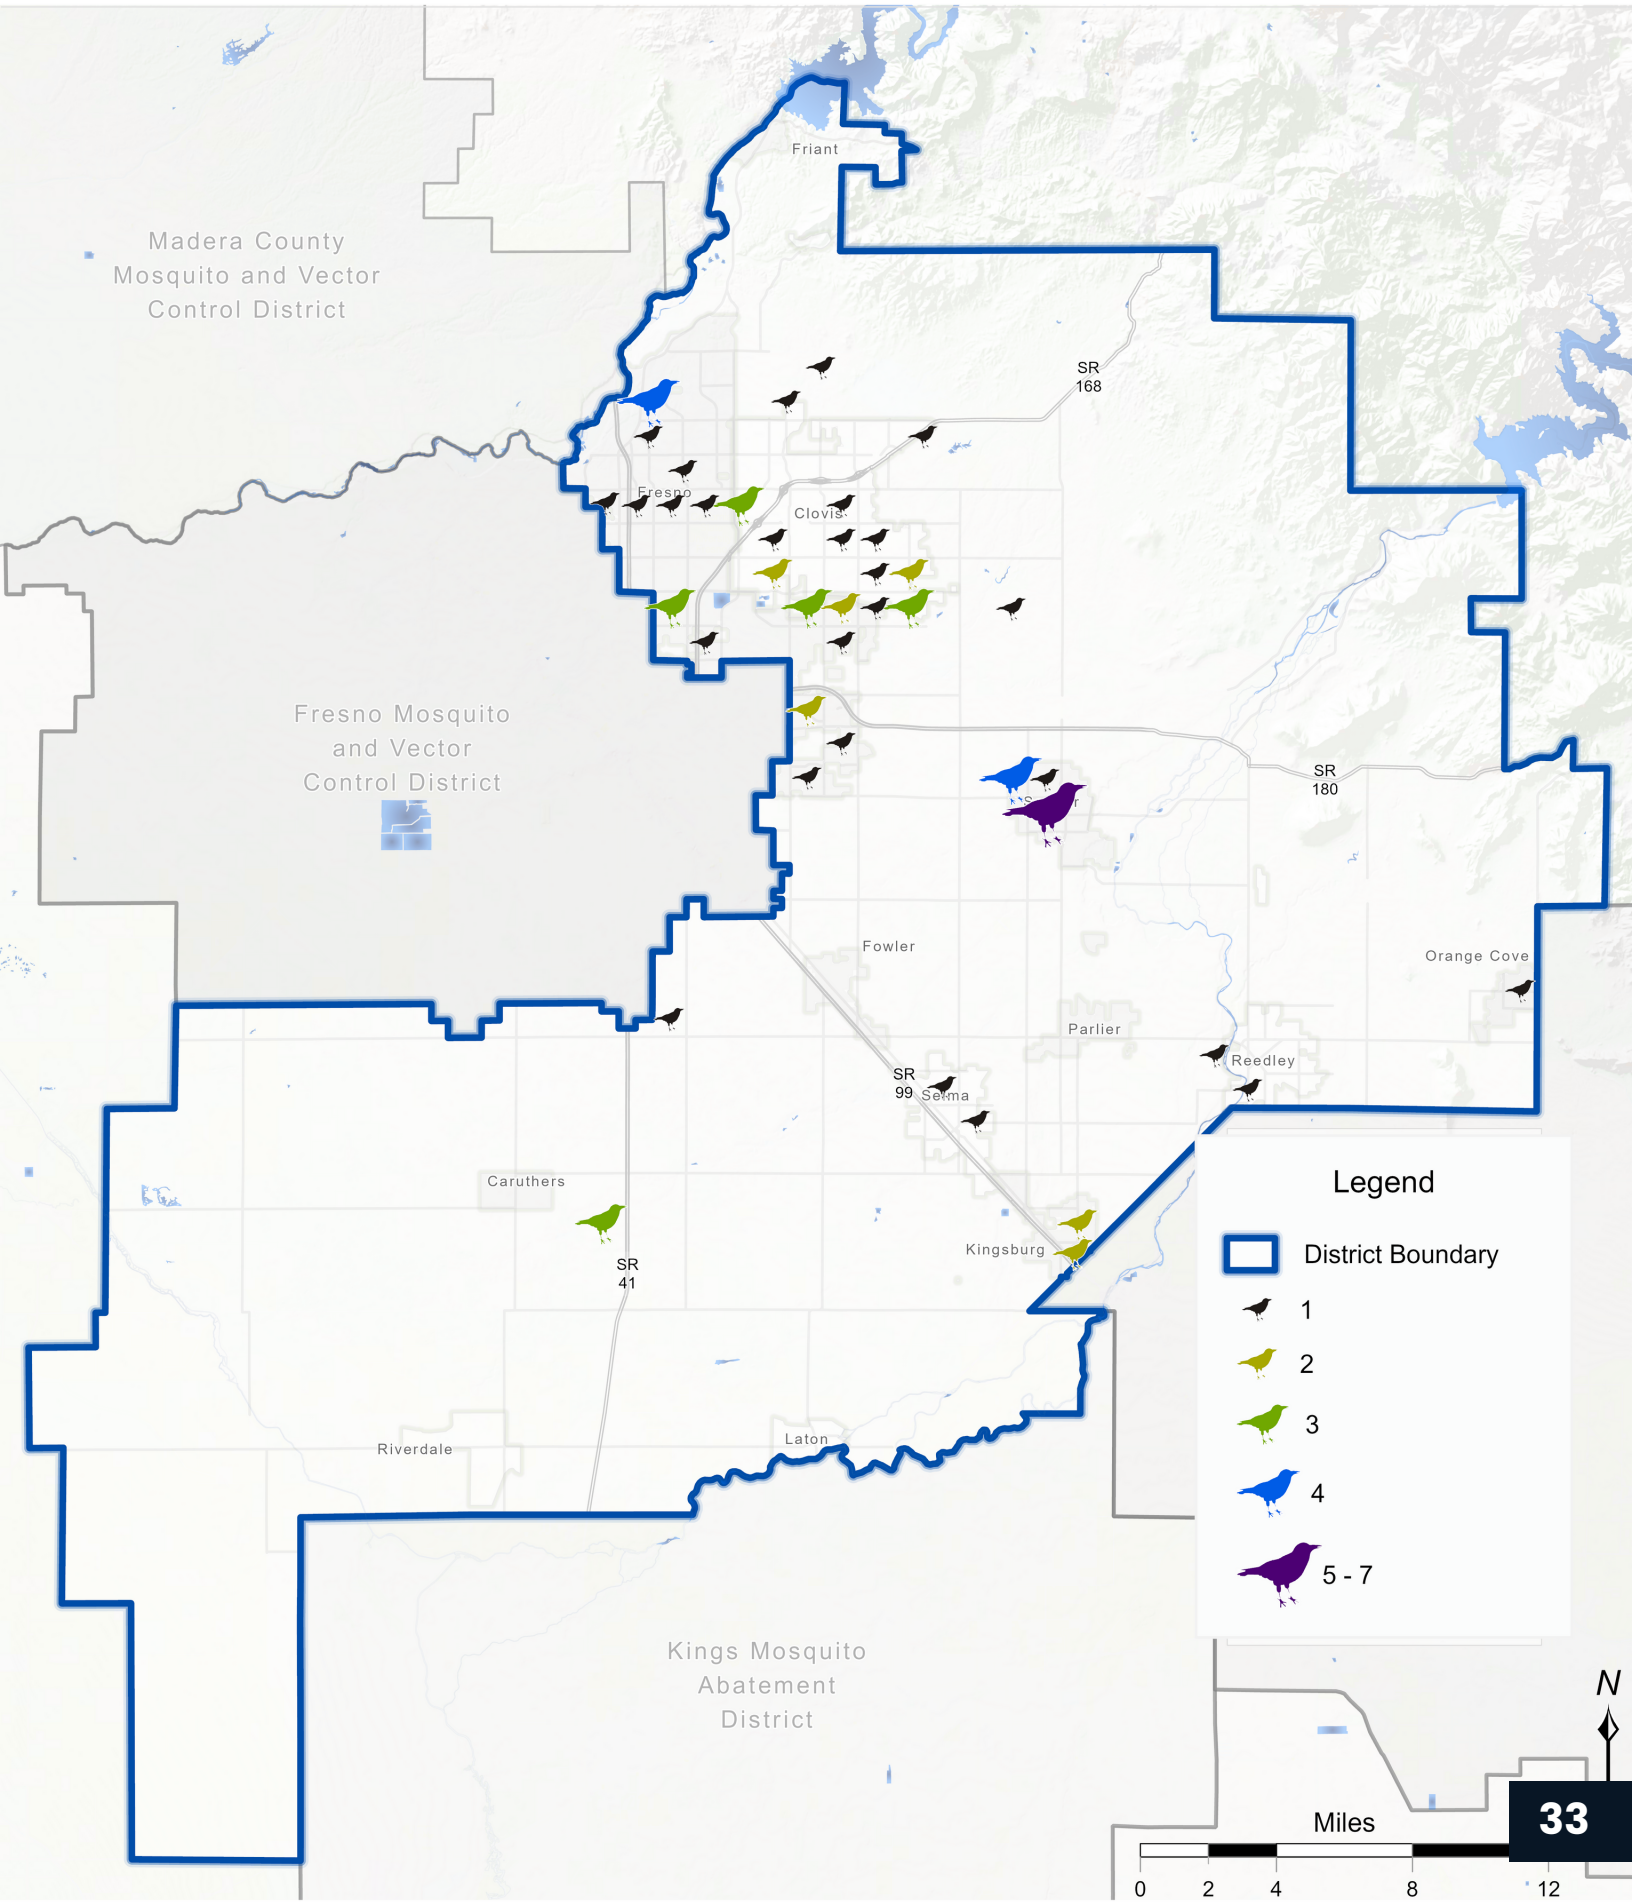 Friant
Madera County
Mosquito and Vector
Control District
SR
168
Fresno
Clovis
Fresno Mosquito
and Vector
Control District
SR
180
Fowler
Orange Cove
Parlier
Reedley
SR
99
Selma
Caruthers
Kingsburg
SR
41
Riverdale
Laton
Kings Mosquito
Abatement
District
Legend
District Boundary
1
2
3
4
5 - 7
N
33
Miles
0 2 4 8 12